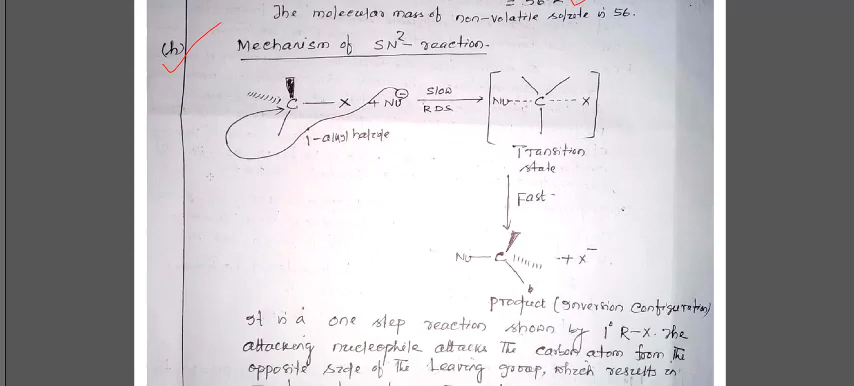 = 56
The molecular mass of non-volatile solute is 56.
(h) Mechanism of SN² reaction.
C — X + Nu⊖ Slow R.D.S. [Nu---C---X]
1-alkyl halide
Transition state
Fast
Nu—C + X⁻
Product (Inversion Configuration)
It is a one step reaction shown by 1° R-X. The
attacking nucleophile attacks the carbon atom from the
opposite side of the leaving group, which results in